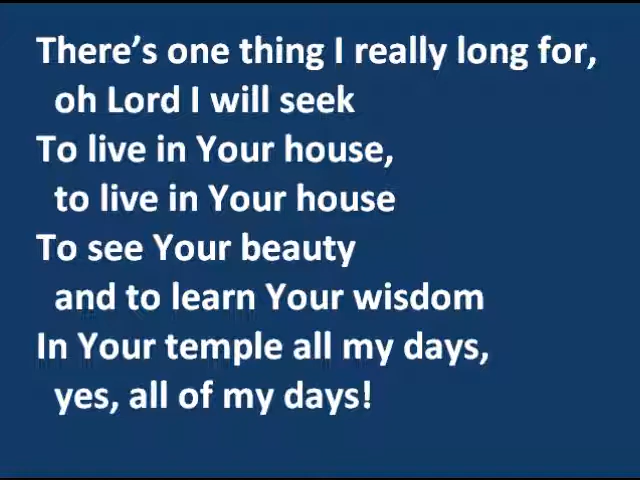 There’s one thing I really long for,
oh Lord I will seek
To live in Your house,
to live in Your house
To see Your beauty
and to learn Your wisdom
In Your temple all my days,
yes, all of my days!